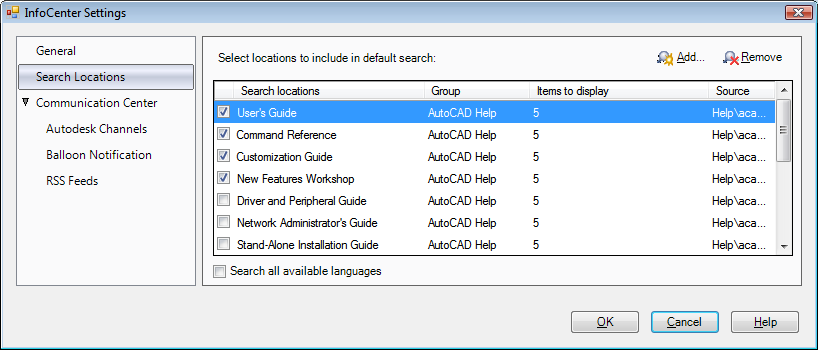 InfoCenter Settings
General
Search Locations
Communication Center
Autodesk Channels
Balloon Notification
RSS Feeds
Select locations to include in default search: Add... Remove
Search locations Group Items to display Source
User's Guide AutoCAD Help 5 Help\aca...
Command Reference AutoCAD Help 5 Help\aca...
Customization Guide AutoCAD Help 5 Help\aca...
New Features Workshop AutoCAD Help 5 Help\aca...
Driver and Peripheral Guide AutoCAD Help 5 Help\aca...
Network Administrator's Guide AutoCAD Help 5 Help\aca...
Stand-Alone Installation Guide AutoCAD Help 5 Help\aca...
Search all available languages
OK Cancel Help